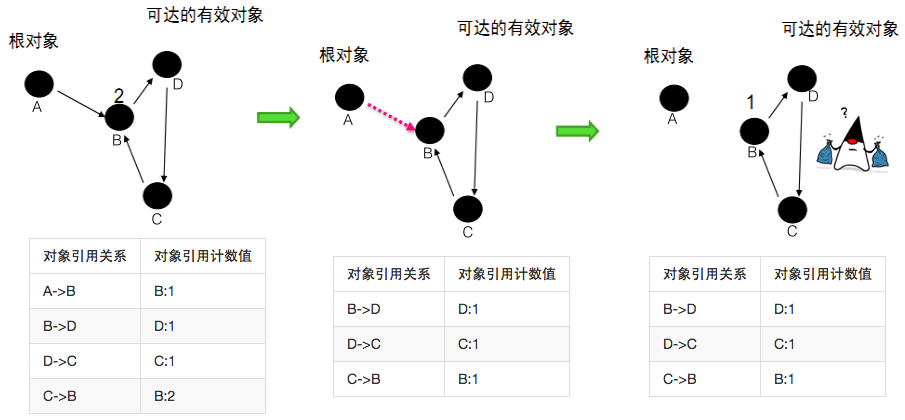 可达的有效对象
根对象
A
2
D
B
C
对象引用关系 对象引用计数值
A->B B:1
B->D D:1
D->C C:1
C->B B:2
可达的有效对象
根对象
A
D
B
C
对象引用关系 对象引用计数值
B->D D:1
D->C C:1
C->B B:1
可达的有效对象
根对象
A
1
D
?
B
C
对象引用关系 对象引用计数值
B->D D:1
D->C C:1
C->B B:1